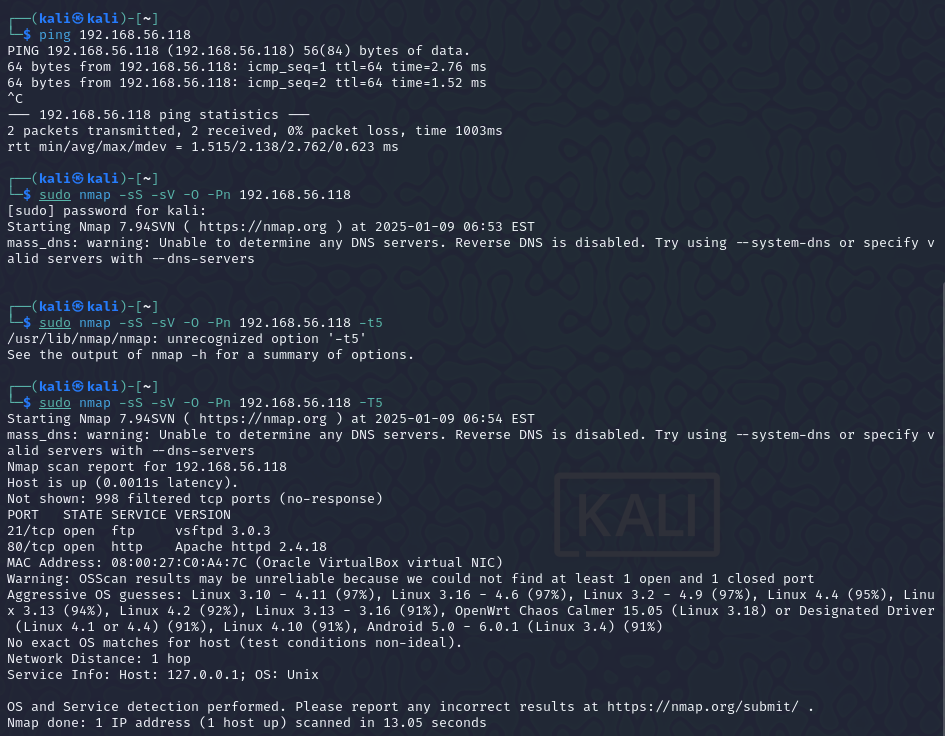 ┌──(kali㉿kali)-[~]
└─$ ping 192.168.56.118
PING 192.168.56.118 (192.168.56.118) 56(84) bytes of data.
64 bytes from 192.168.56.118: icmp_seq=1 ttl=64 time=2.76 ms
64 bytes from 192.168.56.118: icmp_seq=2 ttl=64 time=1.52 ms
^C
--- 192.168.56.118 ping statistics ---
2 packets transmitted, 2 received, 0% packet loss, time 1003ms
rtt min/avg/max/mdev = 1.515/2.138/2.762/0.623 ms
┌──(kali㉿kali)-[~]
└─$ sudo nmap -sS -sV -O -Pn 192.168.56.118
[sudo] password for kali:
Starting Nmap 7.94SVN ( https://nmap.org ) at 2025-01-09 06:53 EST
mass_dns: warning: Unable to determine any DNS servers. Reverse DNS is disabled. Try using --system-dns or specify v
alid servers with --dns-servers
┌──(kali㉿kali)-[~]
└─$ sudo nmap -sS -sV -O -Pn 192.168.56.118 -t5
/usr/lib/nmap/nmap: unrecognized option '-t5'
See the output of nmap -h for a summary of options.
┌──(kali㉿kali)-[~]
└─$ sudo nmap -sS -sV -O -Pn 192.168.56.118 -T5
Starting Nmap 7.94SVN ( https://nmap.org ) at 2025-01-09 06:54 EST
mass_dns: warning: Unable to determine any DNS servers. Reverse DNS is disabled. Try using --system-dns or specify v
alid servers with --dns-servers
Nmap scan report for 192.168.56.118
Host is up (0.0011s latency).
Not shown: 998 filtered tcp ports (no-response)
PORT   STATE SERVICE VERSION
21/tcp open  ftp     vsftpd 3.0.3
80/tcp open  http    Apache httpd 2.4.18
MAC Address: 08:00:27:C0:A4:7C (Oracle VirtualBox virtual NIC)
Warning: OSScan results may be unreliable because we could not find at least 1 open and 1 closed port
Aggressive OS guesses: Linux 3.10 - 4.11 (97%), Linux 3.16 - 4.6 (97%), Linux 3.2 - 4.9 (97%), Linux 4.4 (95%), Linu
x 3.13 (94%), Linux 4.2 (92%), Linux 3.13 - 3.16 (91%), OpenWrt Chaos Calmer 15.05 (Linux 3.18) or Designated Driver
 (Linux 4.1 or 4.4) (91%), Linux 4.10 (91%), Android 5.0 - 6.0.1 (Linux 3.4) (91%)
No exact OS matches for host (test conditions non-ideal).
Network Distance: 1 hop
Service Info: Host: 127.0.0.1; OS: Unix
OS and Service detection performed. Please report any incorrect results at https://nmap.org/submit/ .
Nmap done: 1 IP address (1 host up) scanned in 13.05 seconds
KALI